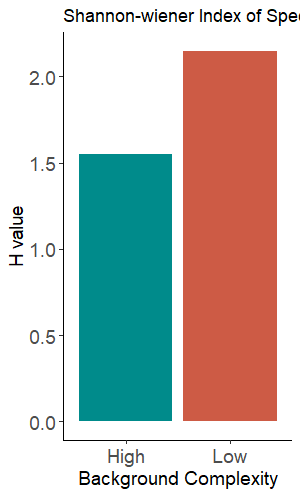 Shannon-wiener Index of Spec
2.0
1.5
1.0
0.5
0.0
H value
High Low
Background Complexity